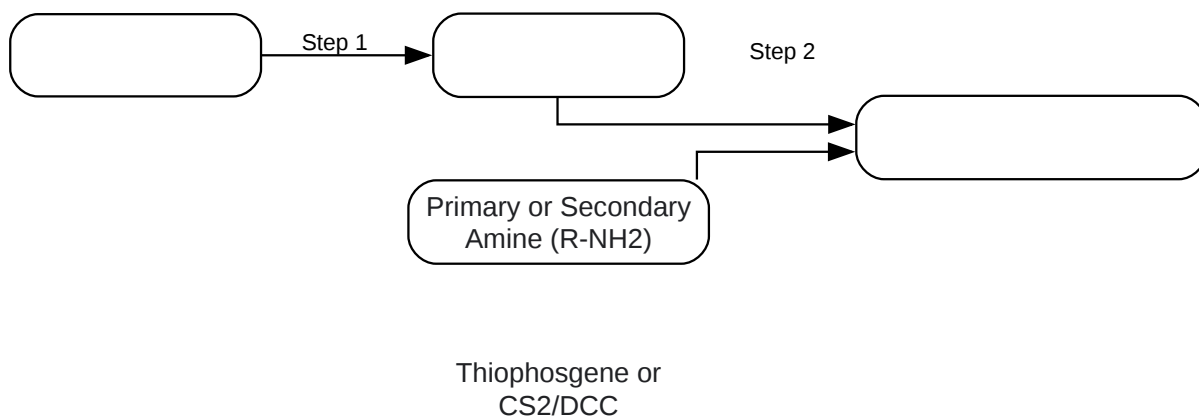 Step 1
Step 2
Primary or Secondary
Amine (R-NH2)
Thiophosgene or
CS2/DCC